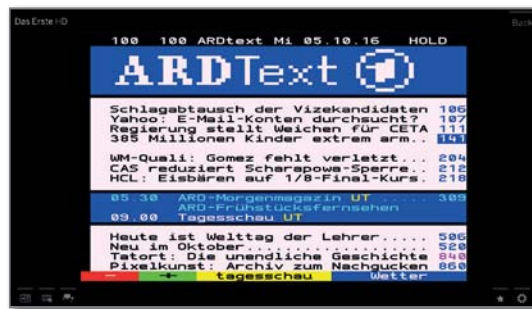 Das Erste HD
Back
100 100 ARDtext Mi 05.10.16 HOLD
ARDText 1
Schlagabtausch der Vizekandidaten 106
Yahoo: E-Mail-Konten durchsucht? 107
Regierung stellt Weichen für CETA 111
385 Millionen Kinder extrem arm.. 141
WM-Quali: Gomez fehlt verletzt... 204
CAS reduziert Scharapowa-Sperre.. 212
HCL: Eisbären auf 1/8-Final-Kurs. 218
05.30 ARD-Morgenmagazin UT ..... 309
ARD-Frühstücksfernsehen
09.00 Tagesschau UT
Heute ist Welttag der Lehrer..... 506
Neu im Oktober................... 520
Tatort: Die unendliche Geschichte 840
Pixelkunst: Archiv zum Nachgucken 860
- + tagesschau Wetter